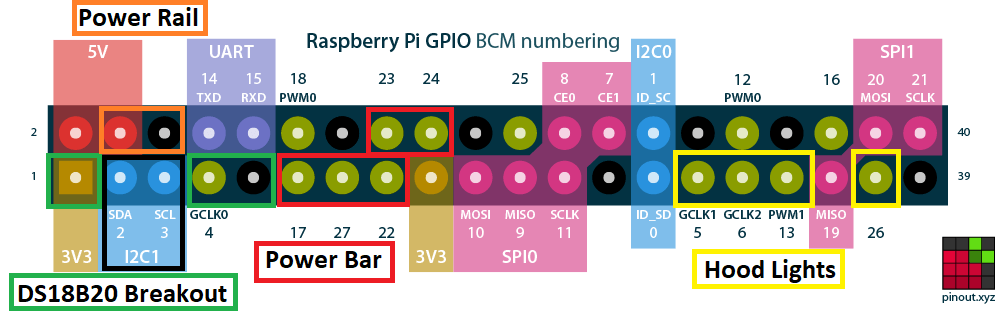 Power Rail
Raspberry Pi GPIO BCM numbering
5V UART I2C0 SPI1
14 15 18 23 24 25 8 7 1 12 16 20 21
TXD RXD PWM0 CE0 CE1 ID_SC PWM0 MOSI SCLK
2 40
1 39
SDA SCL GCLK0 MOSI MISO SCLK ID_SD GCLK1 GCLK2 PWM1 MISO
2 3 4 17 27 22 10 9 11 0 5 6 13 19 26
3V3 I2C1 Power Bar 3V3 SPI0 Hood Lights
DS18B20 Breakout
pinout.xyz